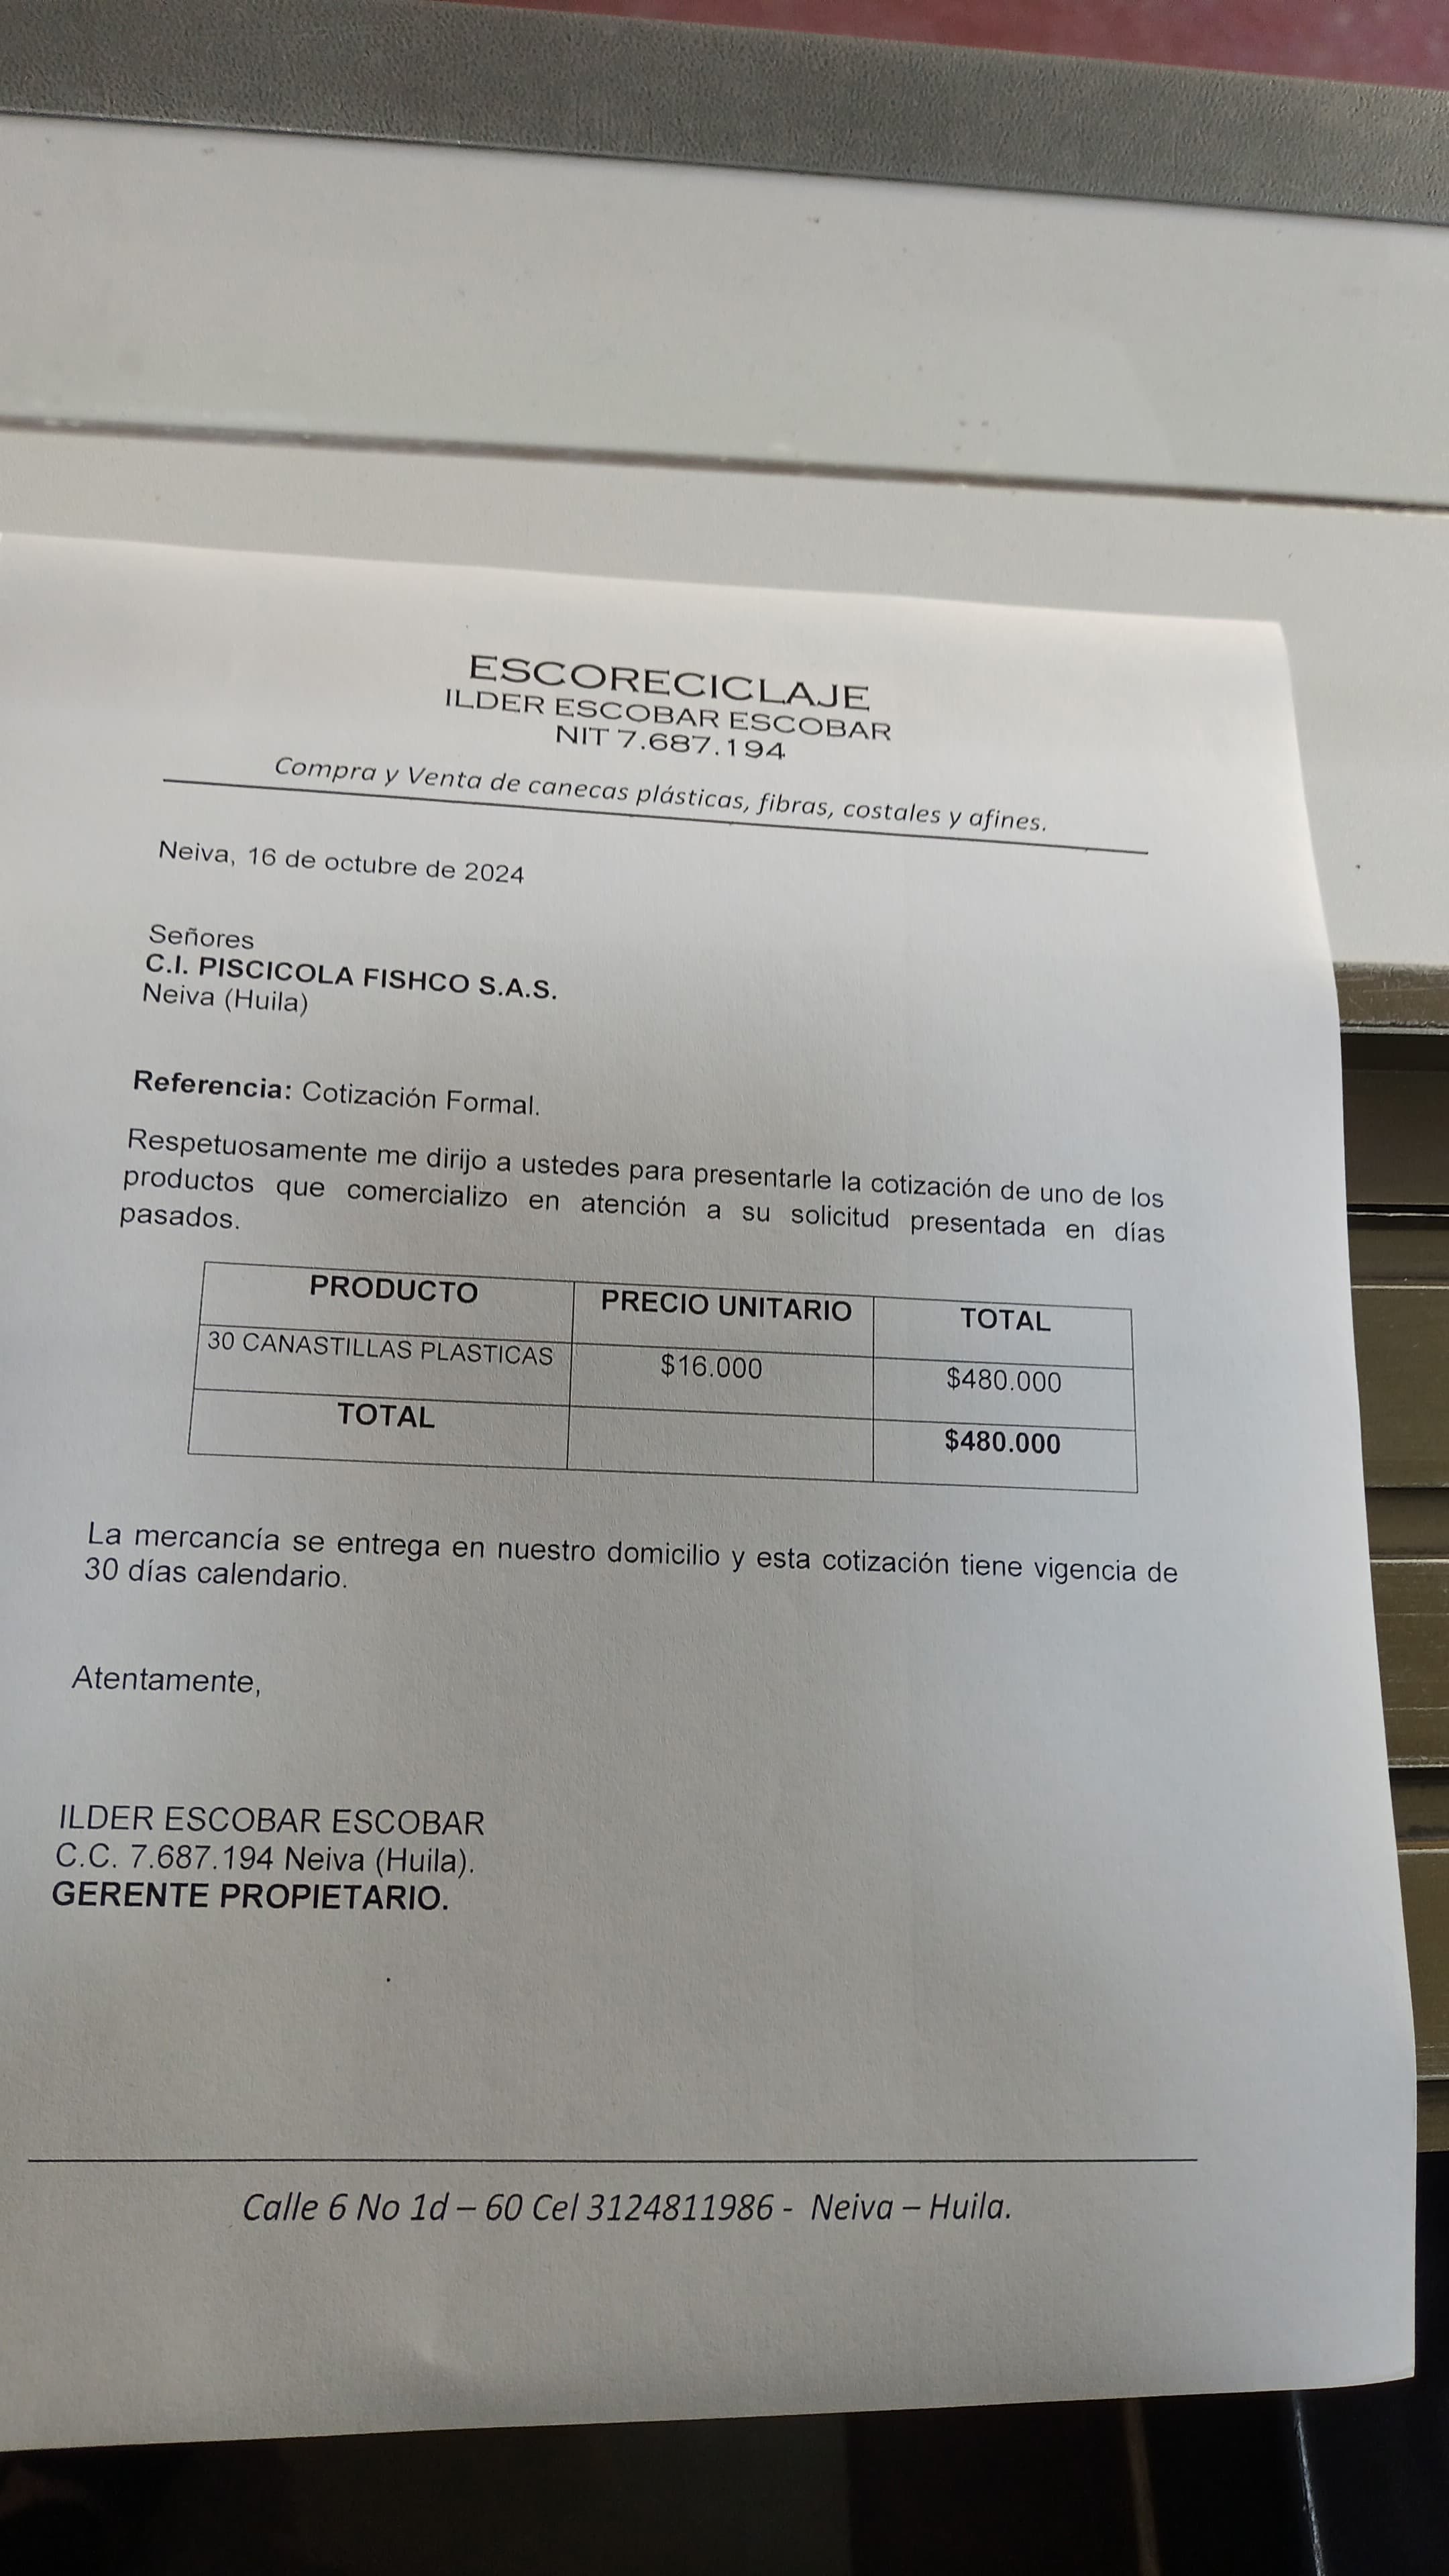 ESCORECICLAJE
ILDER ESCOBAR ESCOBAR
NIT 7.687.194
Compra y Venta de canecas plásticas, fibras, costales y afines.
Neiva, 16 de octubre de 2024
Señores
C.I. PISCICOLA FISHCO S.A.S.
Neiva (Huila)
Referencia: Cotización Formal.
Respetuosamente me dirijo a ustedes para presentarle la cotización de uno de los
productos que comercializo en atención a su solicitud presentada en días
pasados.
PRODUCTO PRECIO UNITARIO TOTAL
30 CANASTILLAS PLASTICAS $16.000 $480.000
TOTAL $480.000
La mercancía se entrega en nuestro domicilio y esta cotización tiene vigencia de
30 días calendario.
Atentamente,
ILDER ESCOBAR ESCOBAR
C.C. 7.687.194 Neiva (Huila).
GERENTE PROPIETARIO.
Calle 6 No 1d – 60 Cel 3124811986 - Neiva – Huila.